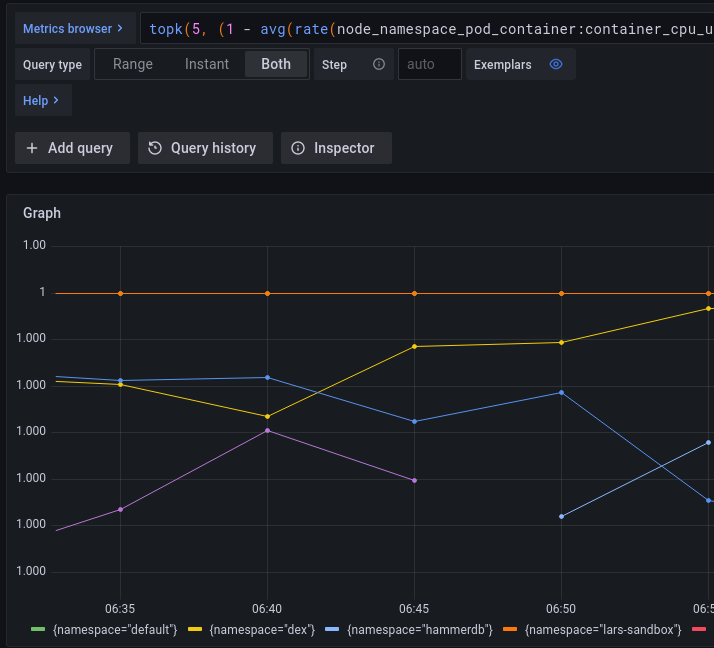 Metrics browser >
topk(5, (1 - avg(rate(node_namespace_pod_container:container_cpu_u
Query type Range Instant Both Step auto Exemplars
Help >
+ Add query Query history Inspector
Graph
1.00
1
1.000
1.000
1.000
1.000
1.000
1.000
06:35 06:40 06:45 06:50 06:5
{namespace="default"} {namespace="dex"} {namespace="hammerdb"} {namespace="lars-sandbox"}